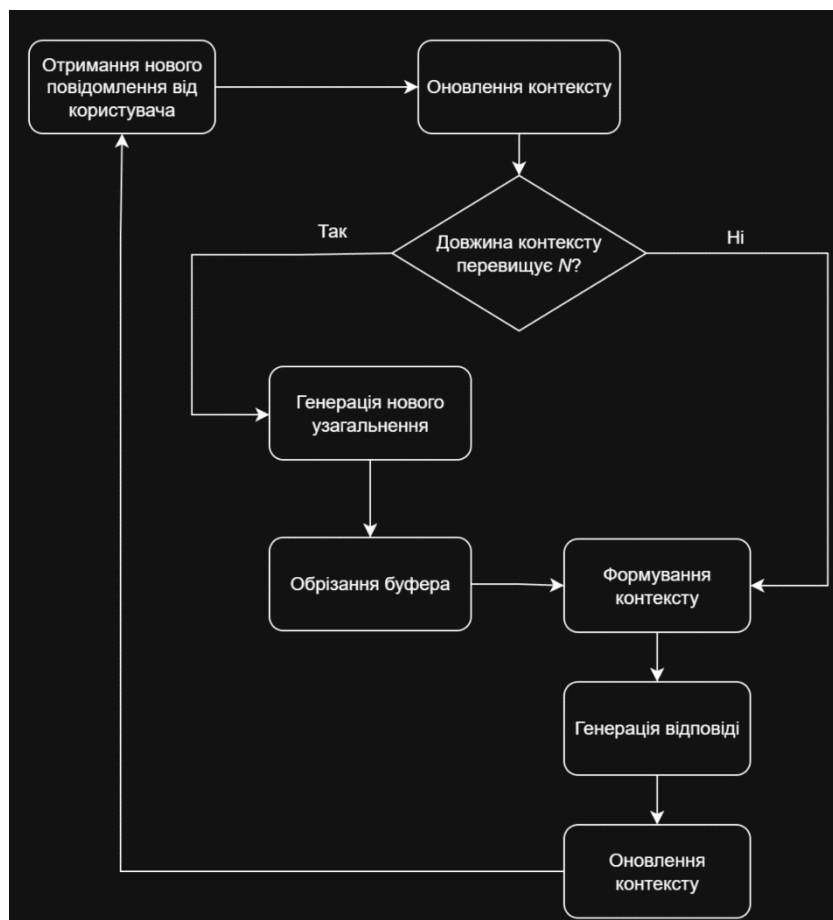 Отримання нового
повідомлення від
користувача
Оновлення контексту
Довжина контексту
перевищує N?
Так
Ні
Генерація нового
узагальнення
Обрізання буфера
Формування
контексту
Генерація відповіді
Оновлення
контексту